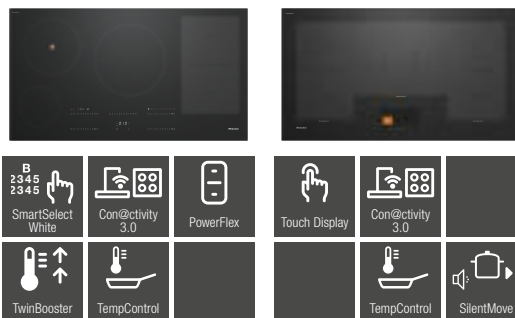 B
2345
2345
SmartSelect
White
Con@ctivity
3.0
PowerFlex
Touch Display
Con@ctivity
3.0
TwinBooster
TempControl
TempControl
SilentMove